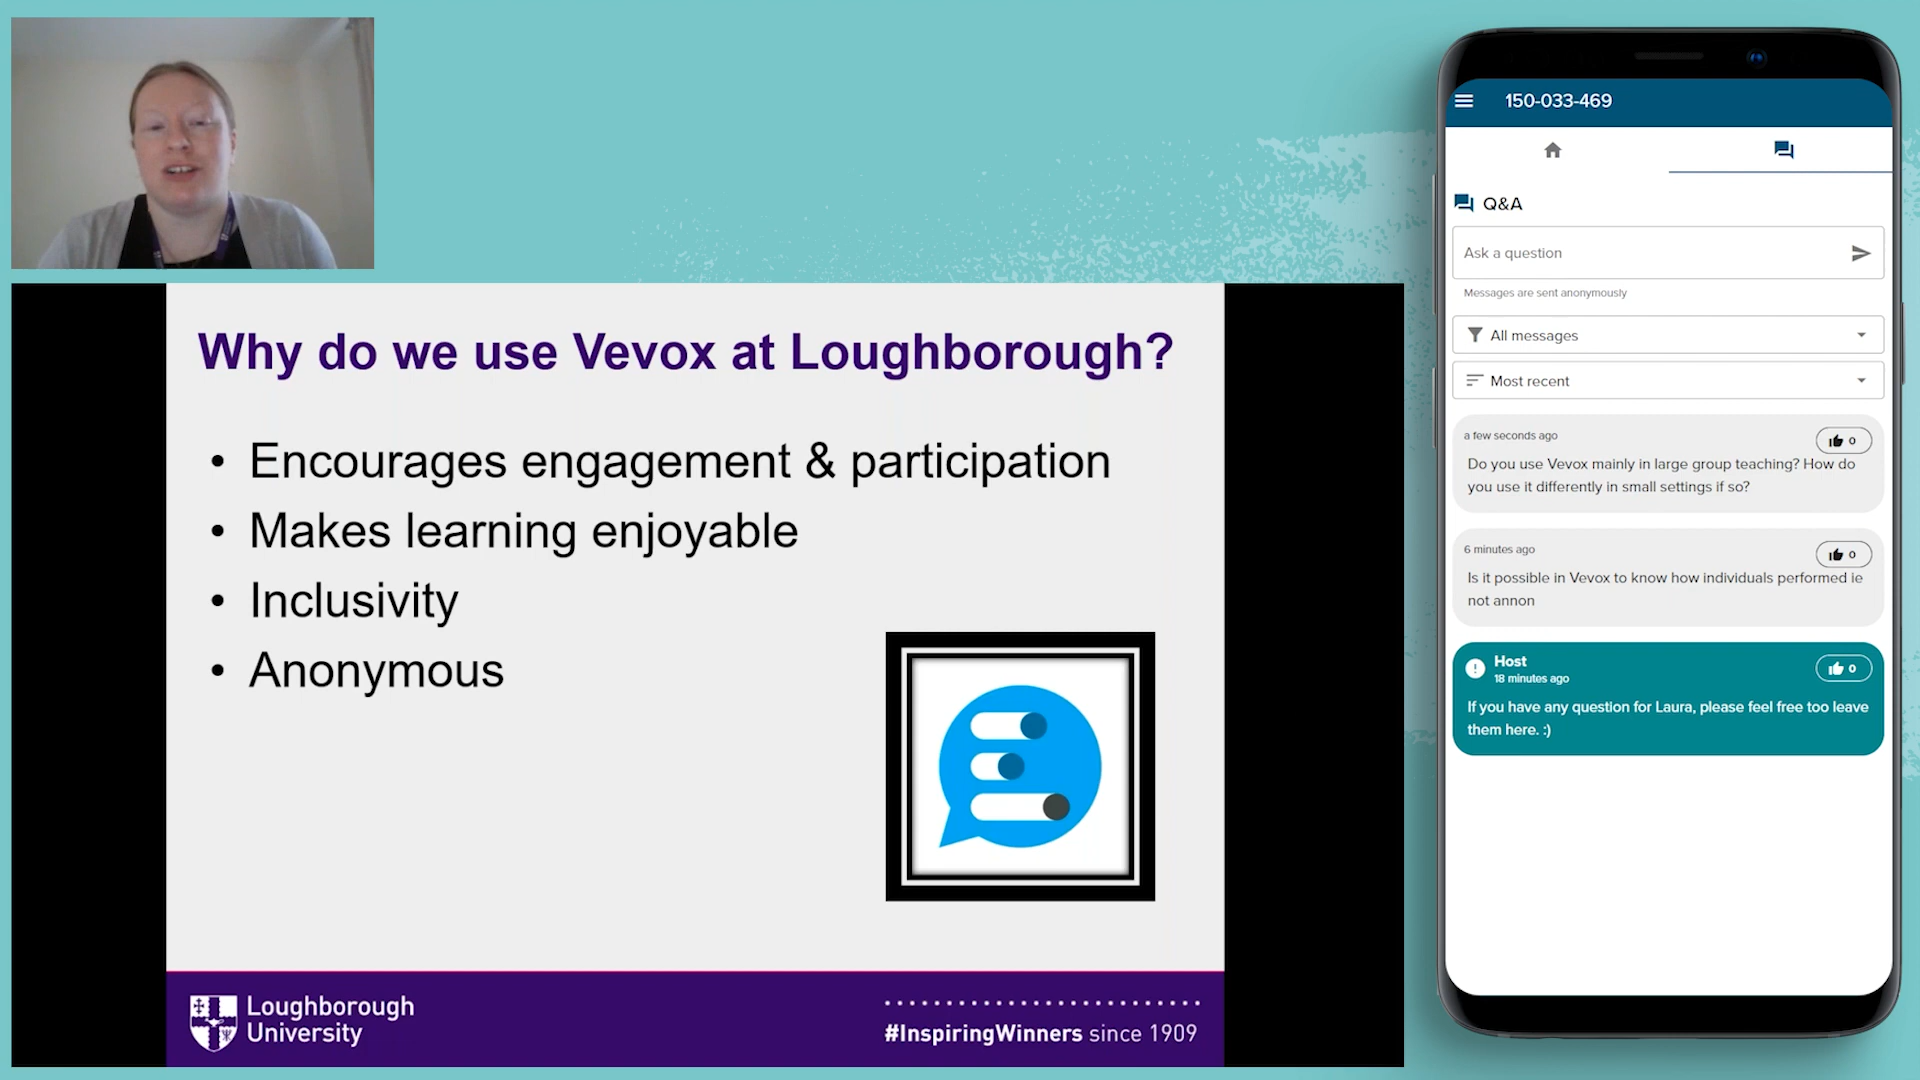 Why do we use Vevox at Loughborough?
• Encourages engagement & participation
• Makes learning enjoyable
• Inclusivity
• Anonymous
Loughborough
University
#InspiringWinners since 1909
150-033-469
Q&A
Ask a question
Messages are sent anonymously
All messages
Most recent
a few seconds ago
0
Do you use Vevox mainly in large group teaching? How do
you use it differently in small settings if so?
6 minutes ago
0
Is it possible in Vevox to know how individuals performed ie
not annon
Host
18 minutes ago
0
If you have any question for Laura, please feel free too leave
them here. :)